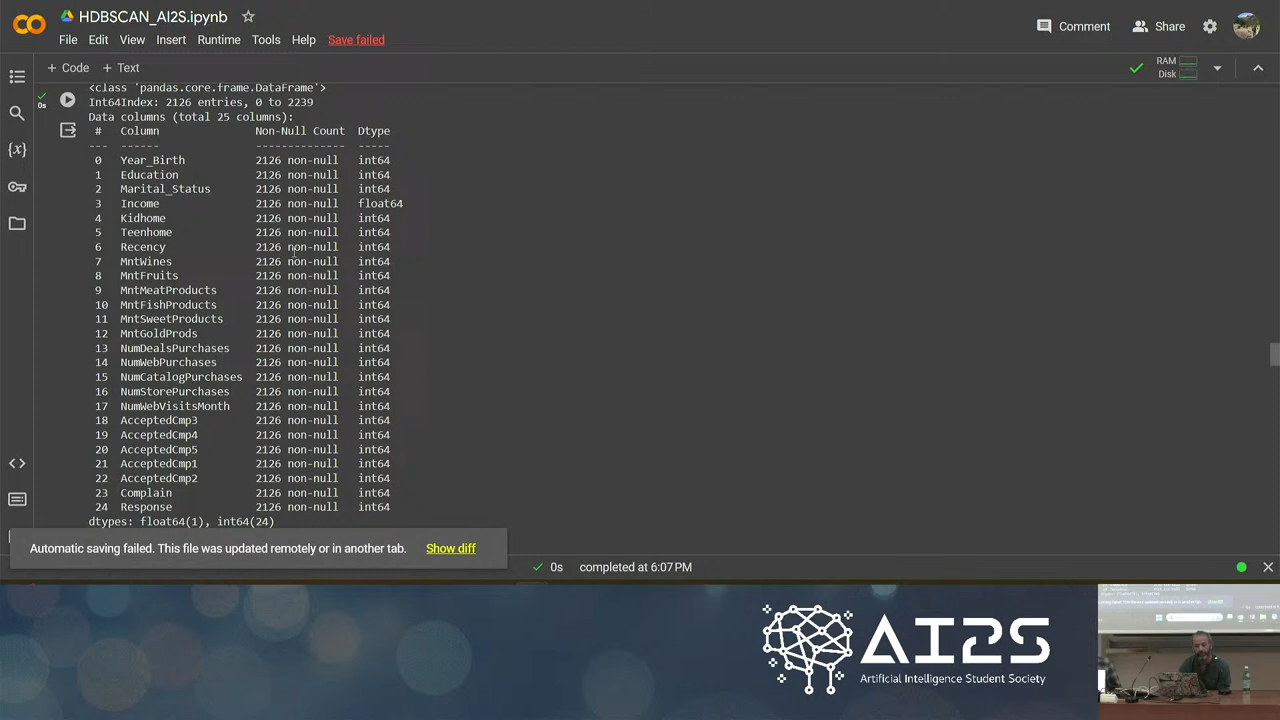 HDBSCAN_AI2S.ipynb
File Edit View Insert Runtime Tools Help Save failed
Comment Share
+ Code + Text
RAM
Disk
<class 'pandas.core.frame.DataFrame'>
0s
Int64Index: 2126 entries, 0 to 2239
Data columns (total 25 columns):
# Column Non-Null Count Dtype
--- ------ -------------- -----
0 Year_Birth 2126 non-null int64
1 Education 2126 non-null int64
2 Marital_Status 2126 non-null int64
3 Income 2126 non-null float64
4 Kidhome 2126 non-null int64
5 Teenhome 2126 non-null int64
6 Recency 2126 non-null int64
7 MntWines 2126 non-null int64
8 MntFruits 2126 non-null int64
9 MntMeatProducts 2126 non-null int64
10 MntFishProducts 2126 non-null int64
11 MntSweetProducts 2126 non-null int64
12 MntGoldProds 2126 non-null int64
13 NumDealsPurchases 2126 non-null int64
14 NumWebPurchases 2126 non-null int64
15 NumCatalogPurchases 2126 non-null int64
16 NumStorePurchases 2126 non-null int64
17 NumWebVisitsMonth 2126 non-null int64
18 AcceptedCmp3 2126 non-null int64
19 AcceptedCmp4 2126 non-null int64
20 AcceptedCmp5 2126 non-null int64
21 AcceptedCmp1 2126 non-null int64
22 AcceptedCmp2 2126 non-null int64
23 Complain 2126 non-null int64
24 Response 2126 non-null int64
dtypes: float64(1), int64(24)
Automatic saving failed. This file was updated remotely or in another tab. Show diff
0s completed at 6:07 PM
AI2S
Artificial Intelligence Student Society